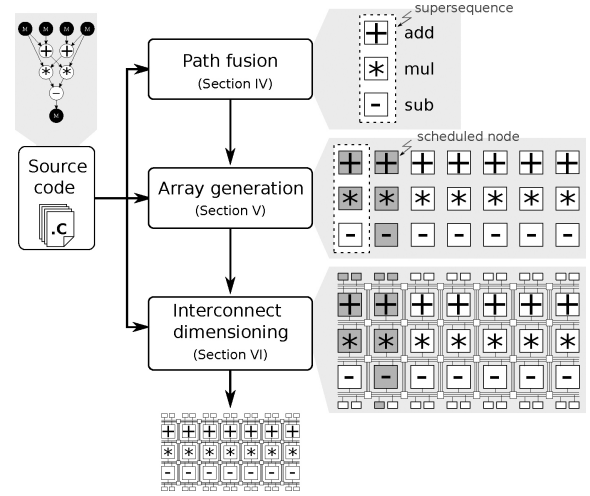 supersequence
M M M M
+ +
* *
-
M
Path fusion
(Section IV)
+ add
* mul
- sub
scheduled node
Source
code
.C
Array generation
(Section V)
+ + + + + + +
* * * * * * *
- - - - - - -
Interconnect
dimensioning
(Section VI)
+ + + + + + +
* * * * * * *
- - - - - - -
+ + + + + + +
* * * * * * *
- - - - - - -